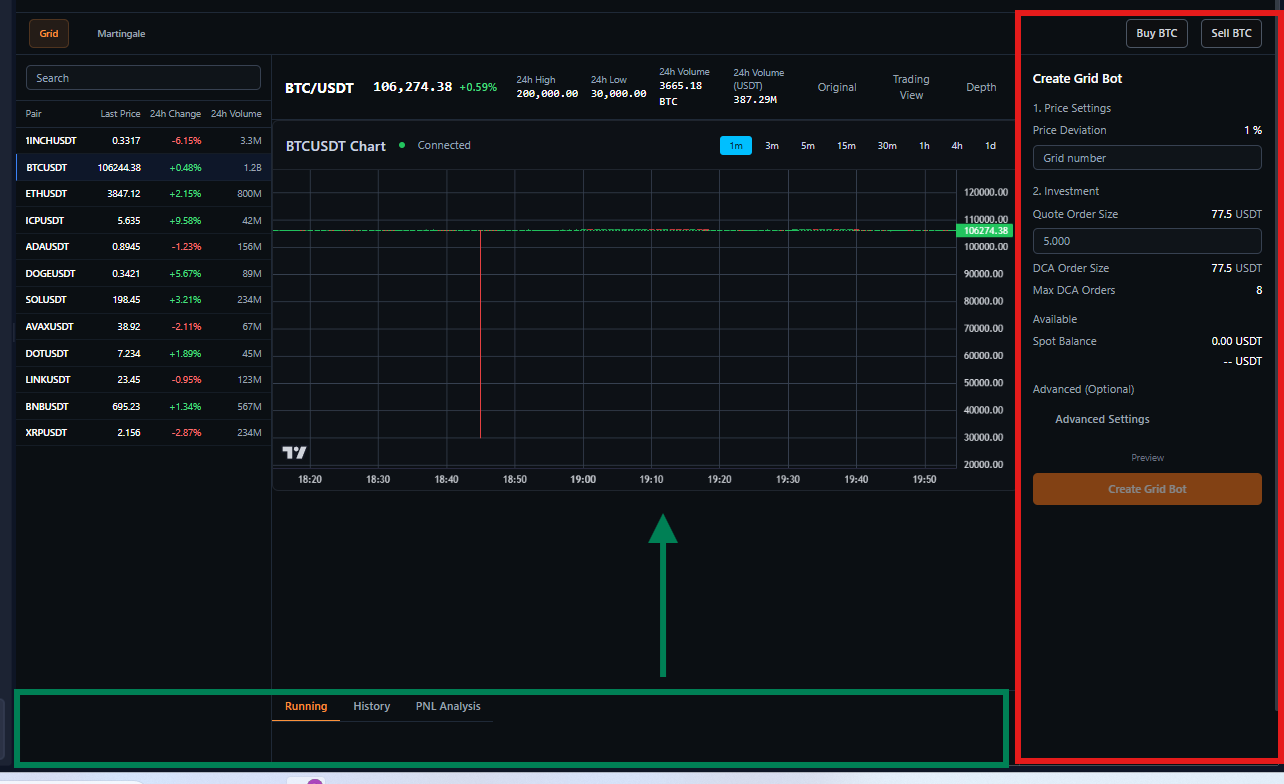 Grid
Martingale
Buy BTC
Sell BTC
Search
Pair Last Price 24h Change 24h Volume
1INCHUSDT 0.3317 -6.15% 3.3M
BTCUSDT 106244.38 +0.48% 1.2B
ETHUSDT 3847.12 +2.15% 800M
ICPUSDT 5.635 +9.58% 42M
ADAUSDT 0.8945 -1.23% 156M
DOGEUSDT 0.3421 +5.67% 89M
SOLUSDT 198.45 +3.21% 234M
AVAXUSDT 38.92 -2.11% 67M
DOTUSDT 7.234 +1.89% 45M
LINKUSDT 23.45 -0.95% 123M
BNBUSDT 695.23 +1.34% 567M
XRPUSDT 2.156 -2.87% 234M
BTC/USDT 106,274.38 +0.59%
24h High
200,000.00
24h Low
30,000.00
24h Volume
3665.18
BTC
24h Volume
(USDT)
387.29M
Original
Trading
View
Depth
BTCUSDT Chart Connected
1m 3m 5m 15m 30m 1h 4h 1d
120000.00
110000.00
106274.38
100000.00
90000.00
80000.00
70000.00
60000.00
50000.00
40000.00
30000.00
20000.00
18:20 18:30 18:40 18:50 19:00 19:10 19:20 19:30 19:40 19:50
Running History PNL Analysis
Create Grid Bot
1. Price Settings
Price Deviation 1 %
Grid number
2. Investment
Quote Order Size 77.5 USDT
5.000
DCA Order Size 77.5 USDT
Max DCA Orders 8
Available
Spot Balance 0.00 USDT
-- USDT
Advanced (Optional)
Advanced Settings
Preview
Create Grid Bot